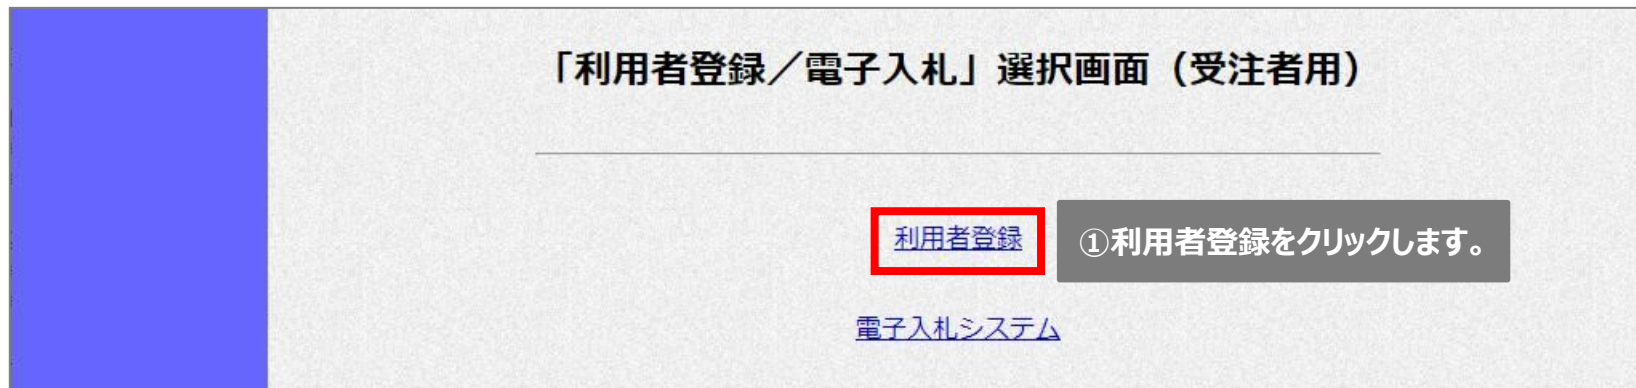 「利用者登録／電子入札」選択画面（受注者用）
利用者登録
①利用者登録をクリックします。
電子入札システム